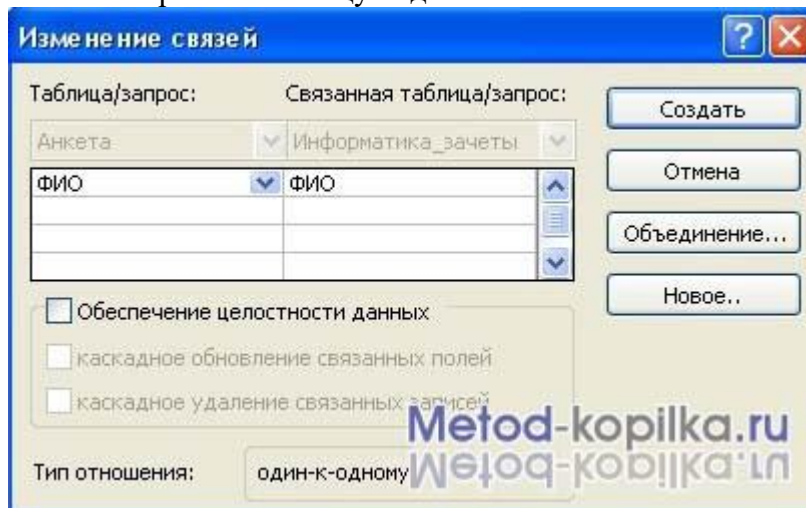 Изменение связей
Таблица/запрос: Связанная таблица/запрос:
Анкета Информатика_зачеты
ФИО ФИО
Создать
Отмена
Объединение...
Новое..
Обеспечение целостности данных
каскадное обновление связанных полей
каскадное удаление связанных записей
Metod-kopilka.ru
Тип отношения: один-к-одному